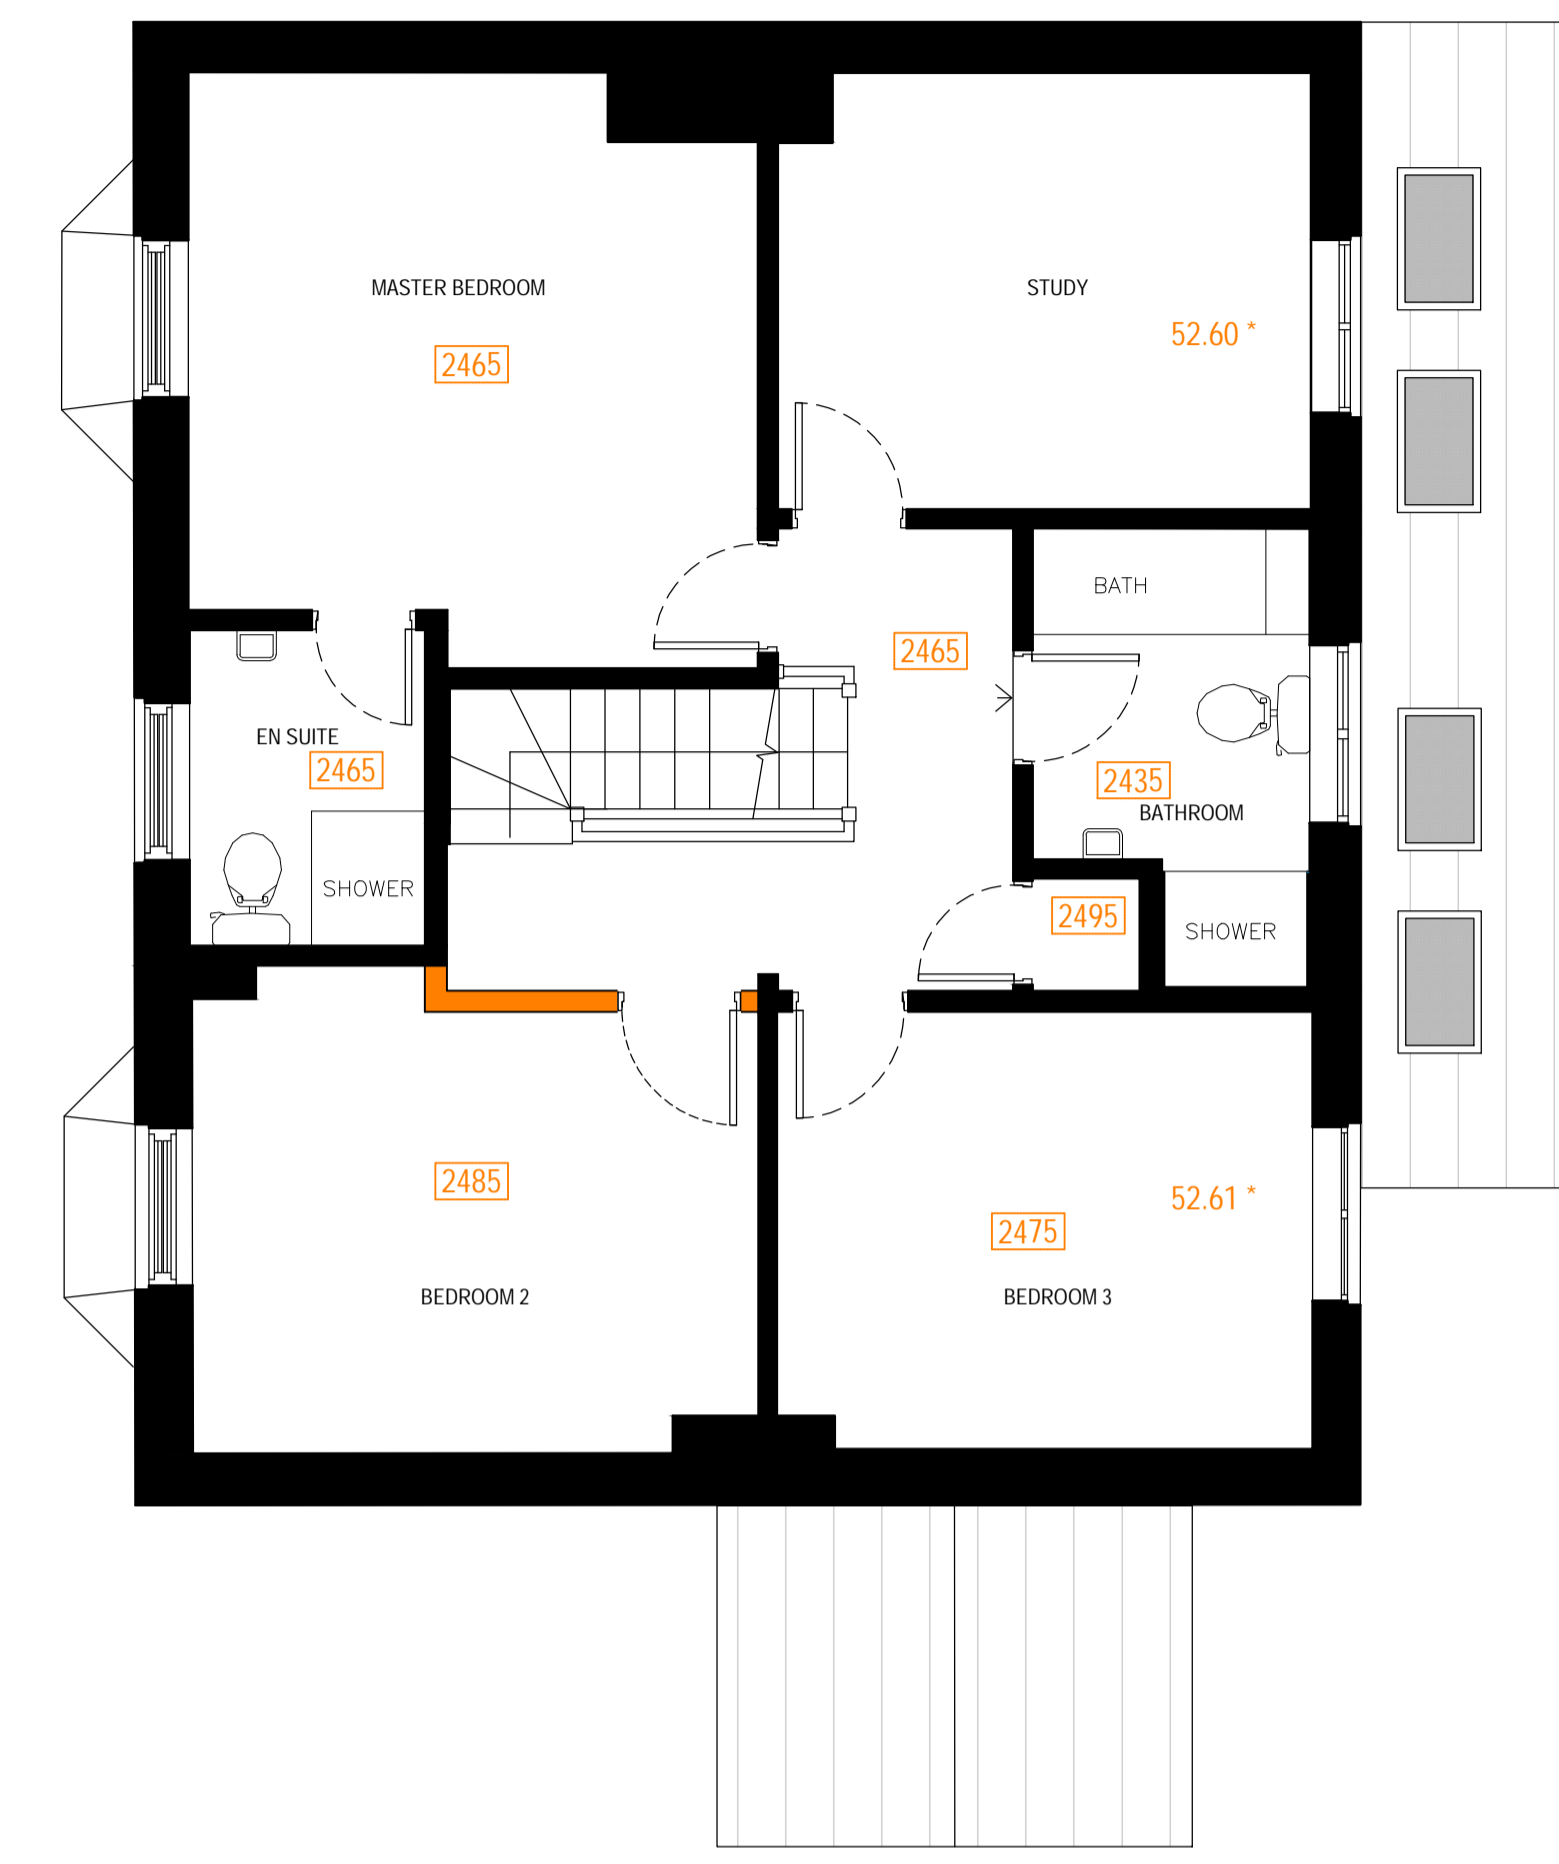 MASTER BEDROOM
2465
STUDY
52.60 *
BATH
2465
EN SUITE
2465
2435
BATHROOM
SHOWER
2495
SHOWER
2485
BEDROOM 2
52.61 *
2475
BEDROOM 3